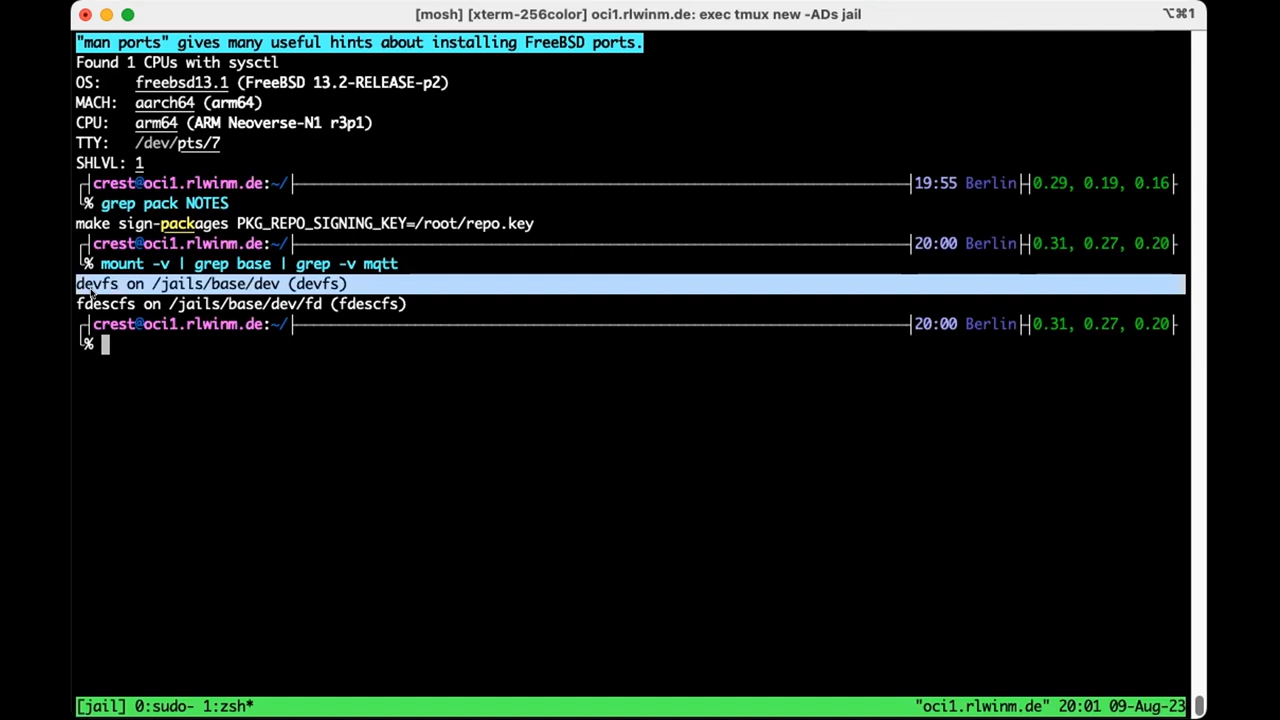 [mosh] [xterm-256color] oci1.rlwinm.de: exec tmux new -ADs jail ⌥⌘1
"man ports" gives many useful hints about installing FreeBSD ports.
Found 1 CPUs with sysctl
OS: freebsd13.1 (FreeBSD 13.2-RELEASE-p2)
MACH: aarch64 (arm64)
CPU: arm64 (ARM Neoverse-N1 r3p1)
TTY: /dev/pts/7
SHLVL: 1
┌│crest@oci1.rlwinm.de:~/├──┤19:55 Berlin├┤0.29, 0.19, 0.16├
└% grep pack NOTES
make sign-packages PKG_REPO_SIGNING_KEY=/root/repo.key
┌│crest@oci1.rlwinm.de:~/├──┤20:00 Berlin├┤0.31, 0.27, 0.20├
└% mount -v | grep base | grep -v mqtt
devfs on /jails/base/dev (devfs)
fdescfs on /jails/base/dev/fd (fdescfs)
┌│crest@oci1.rlwinm.de:~/├──┤20:00 Berlin├┤0.31, 0.27, 0.20├
└%
[jail] 0:sudo- 1:zsh* "oci1.rlwinm.de" 20:01 09-Aug-23